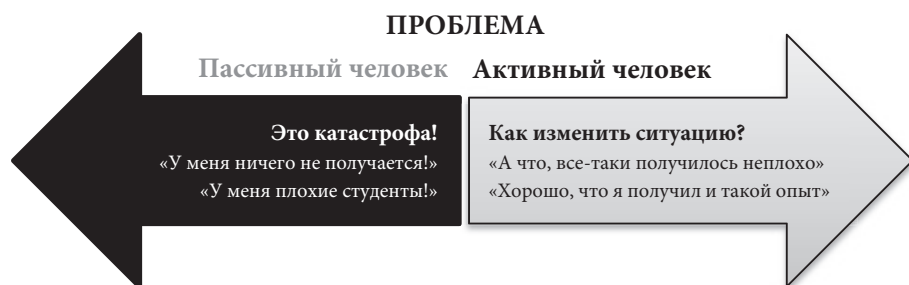 ПРОБЛЕМА
Пассивный человек
Активный человек
Это катастрофа!
«У меня ничего не получается!»
«У меня плохие студенты!»
Как изменить ситуацию?
«А что, все-таки получилось неплохо»
«Хорошо, что я получил и такой опыт»